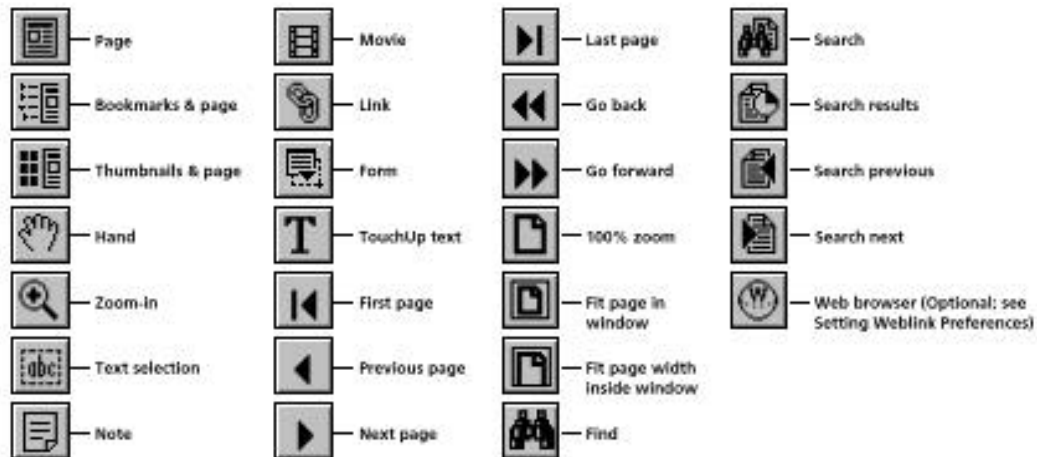 Page
Bookmarks & page
Thumbnails & page
Hand
Zoom-in
abc
Text selection
Note
Movie
Link
Form
T
TouchUp text
First page
Previous page
Next page
Last page
Go back
Go forward
100% zoom
Fit page in
window
Fit page width
inside window
Find
Search
Search results
Search previous
Search next
W
Web browser (Optional: see
Setting Weblink Preferences)